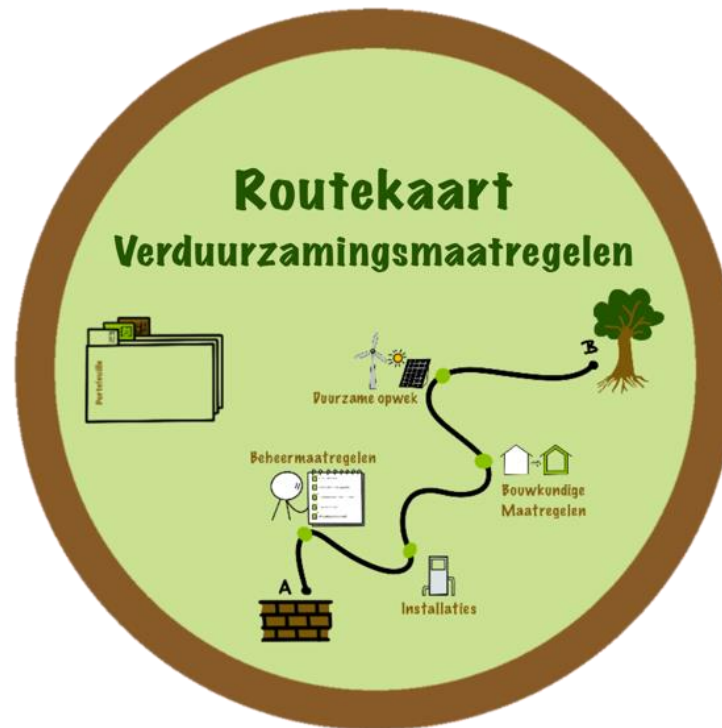 Routekaart
Verduurzamingsmaatregelen
Portefeuille
B
Duurzame opwek
Beheermaatregelen
Bouwkundige
Maatregelen
A
Installaties